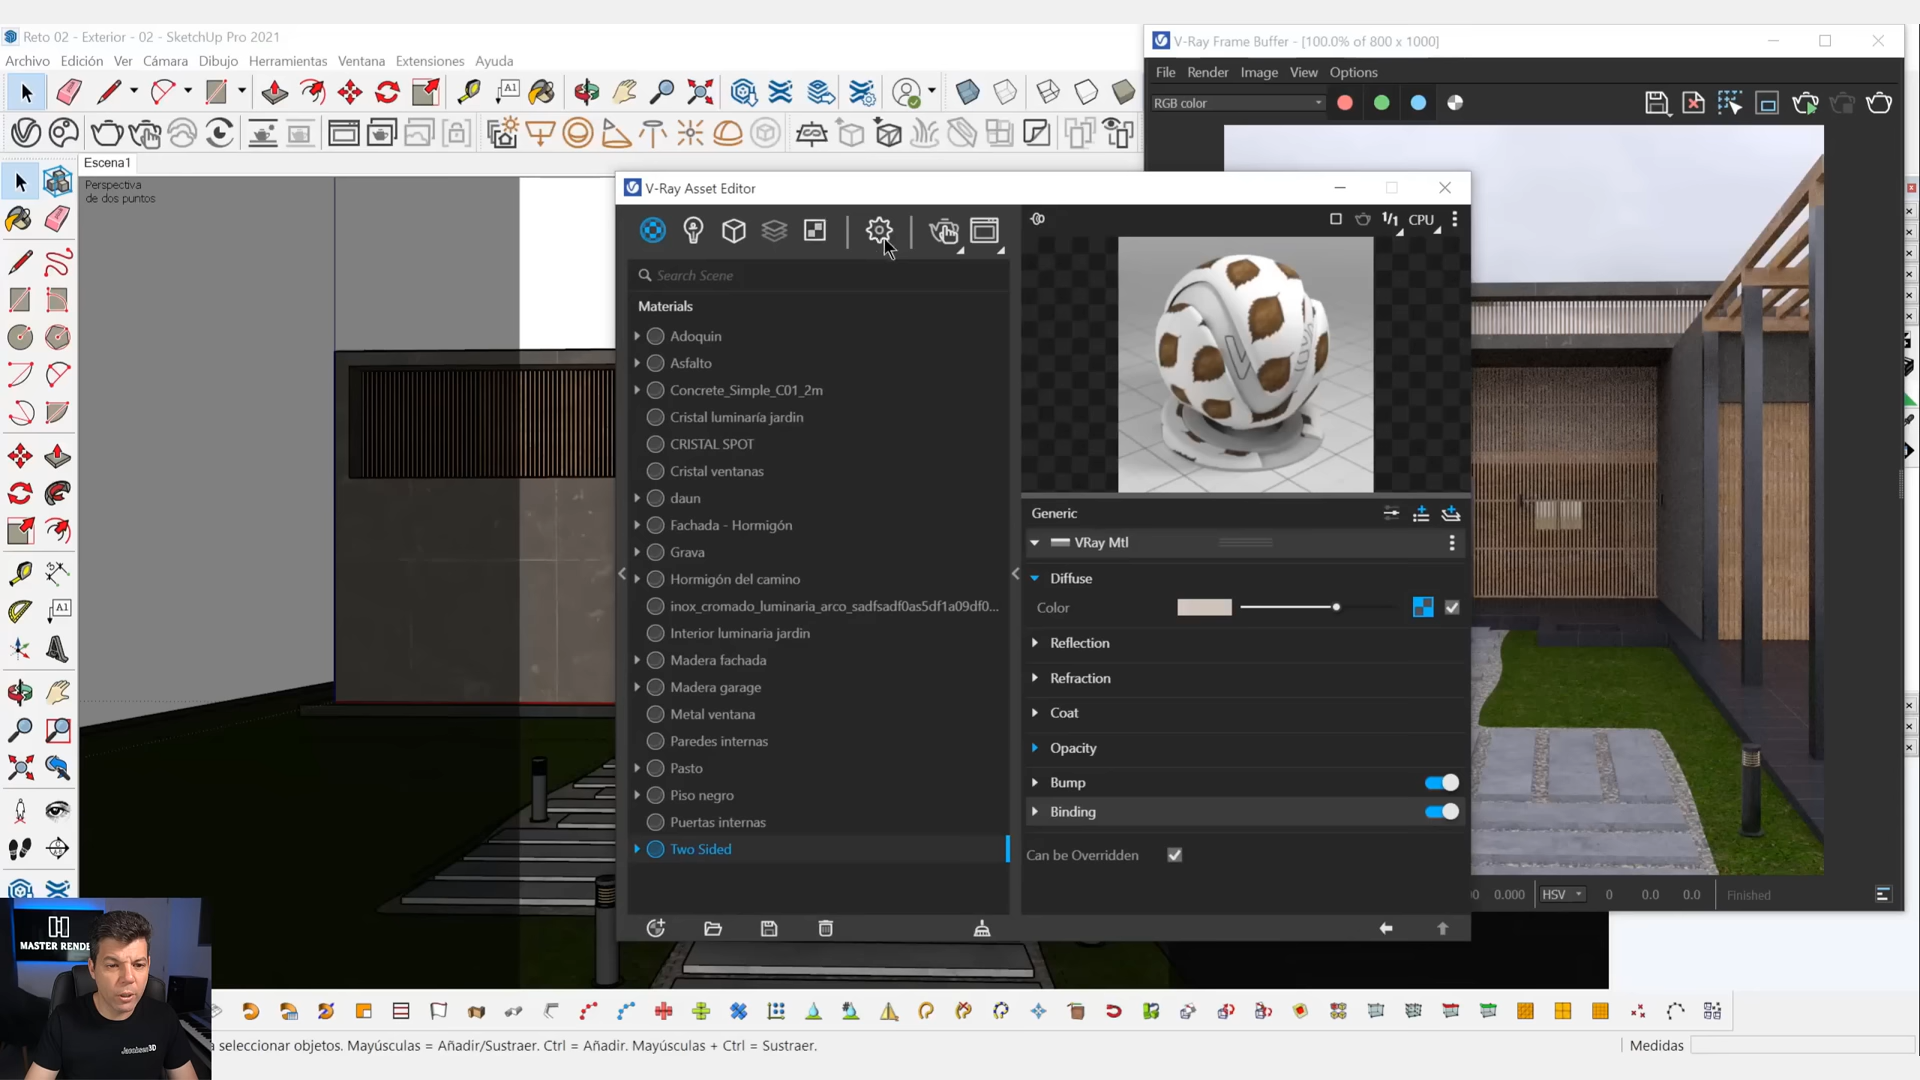 Reto 02 - Exterior - 02 - SketchUp Pro 2021
Archivo Edición Ver Cámara Dibujo Herramientas Ventana Extensiones Ayuda
Escena1
Perspectiva
de dos puntos
V-Ray Frame Buffer - [100.0% of 800 x 1000]
File Render Image View Options
RGB color
V-Ray Asset Editor
1/1 CPU
Search Scene
Materials
Adoquin
Asfalto
Concrete_Simple_C01_2m
Cristal luminaría jardin
CRISTAL SPOT
Cristal ventanas
daun
Fachada - Hormigón
Grava
Hormigón del camino
inox_cromado_luminaria_arco_sadfsadf0as5df1a09df0...
Interior luminaria jardin
Madera fachada
Madera garage
Metal ventana
Paredes internas
Pasto
Piso negro
Puertas internas
Two Sided
Generic
VRay Mtl
Diffuse
Color
Reflection
Refraction
Coat
Opacity
Bump
Binding
Can be Overridden
0.000 HSV 0 0.0 0.0 Finished
MASTER RENDE
Jacobson3D
a seleccionar objetos. Mayúsculas = Añadir/Sustraer. Ctrl = Añadir. Mayúsculas + Ctrl = Sustraer.
Medidas